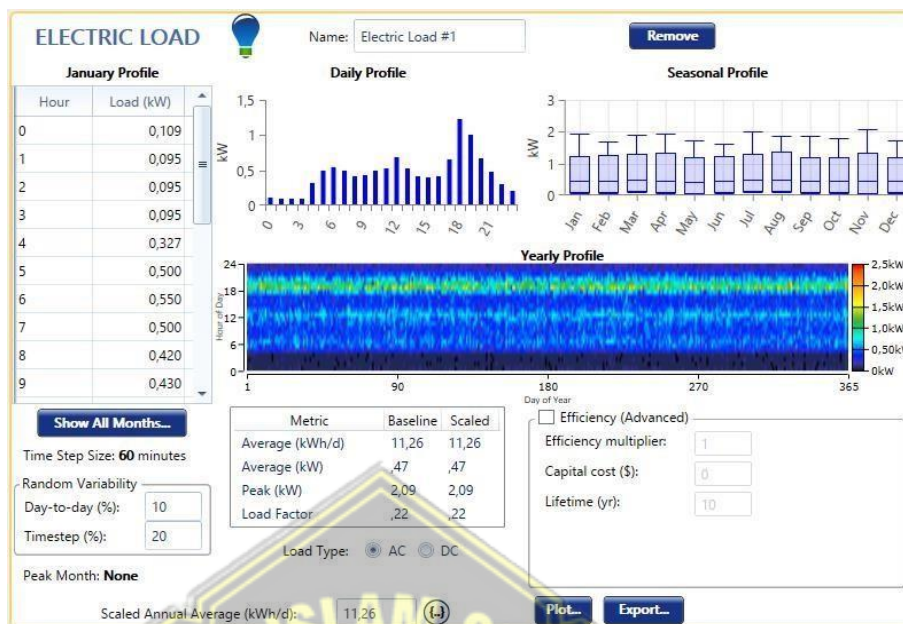 ELECTRIC LOAD
Name: Electric Load #1
Remove
January Profile
Hour Load (kW)
0 0,109
1 0,095
2 0,095
3 0,095
4 0,327
5 0,500
6 0,550
7 0,500
8 0,420
9 0,430
Show All Months...
Daily Profile
kW
1,5
1
0,5
0
0 3 6 9 12 15 18 21
Seasonal Profile
kW
3
2
1
0
Jan Feb Mar Apr May Jun Jul Aug Sep Oct Nov Dec
Yearly Profile
Hour of Day
24
18
12
6
0
1 90 180 270 365
Day of Year
2,5kW
2,0kW
1,5kW
1,0kW
0,50kW
0kW
Time Step Size: 60 minutes
Random Variability
Day-to-day (%): 10
Timestep (%): 20
Peak Month: None
Metric Baseline Scaled
Average (kWh/d) 11,26 11,26
Average (kW) ,47 ,47
Peak (kW) 2,09 2,09
Load Factor ,22 ,22
Load Type: AC DC
Efficiency (Advanced)
Efficiency multiplier: 1
Capital cost ($): 0
Lifetime (yr): 10
Scaled Annual Average (kWh/d): 11,26 {..}
Plot... Export...
ISLAM